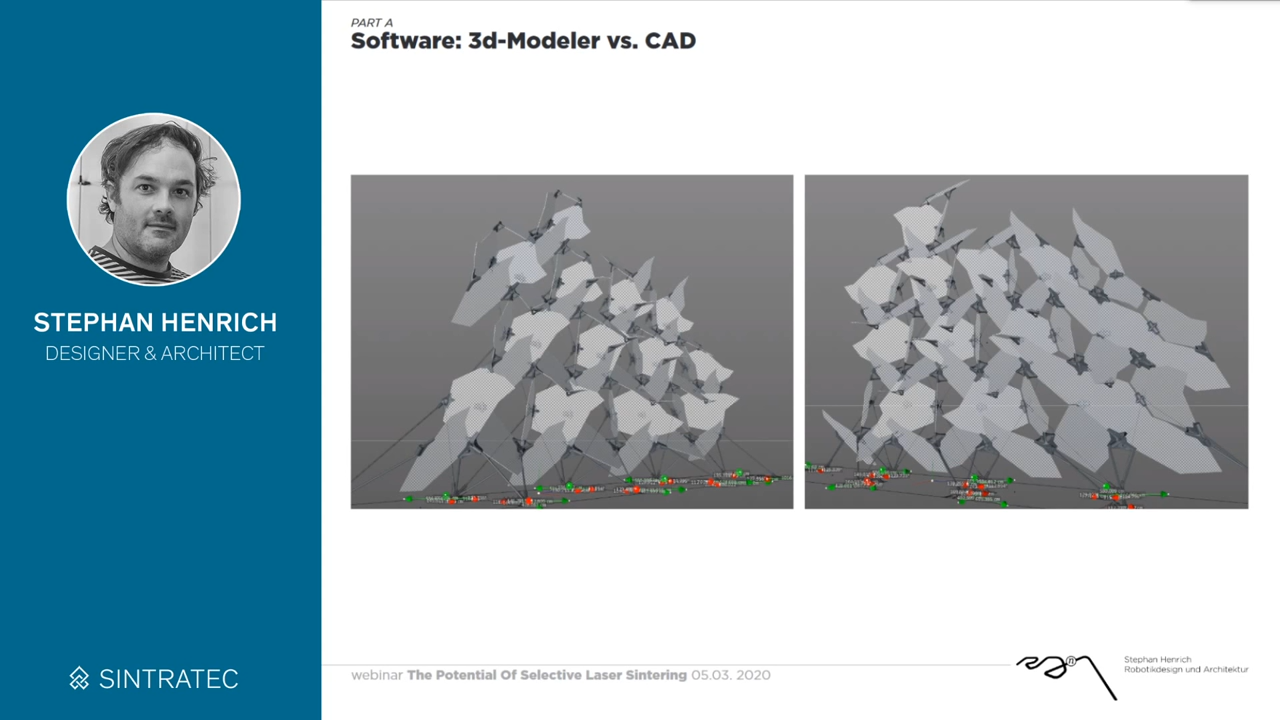 PART A
Software: 3d-Modeler vs. CAD
STEPHAN HENRICH
DESIGNER & ARCHITECT
SINTRATEC
webinar The Potential Of Selective Laser Sintering 05.03. 2020
Stephan Henrich
Robotikdesign und Architektur